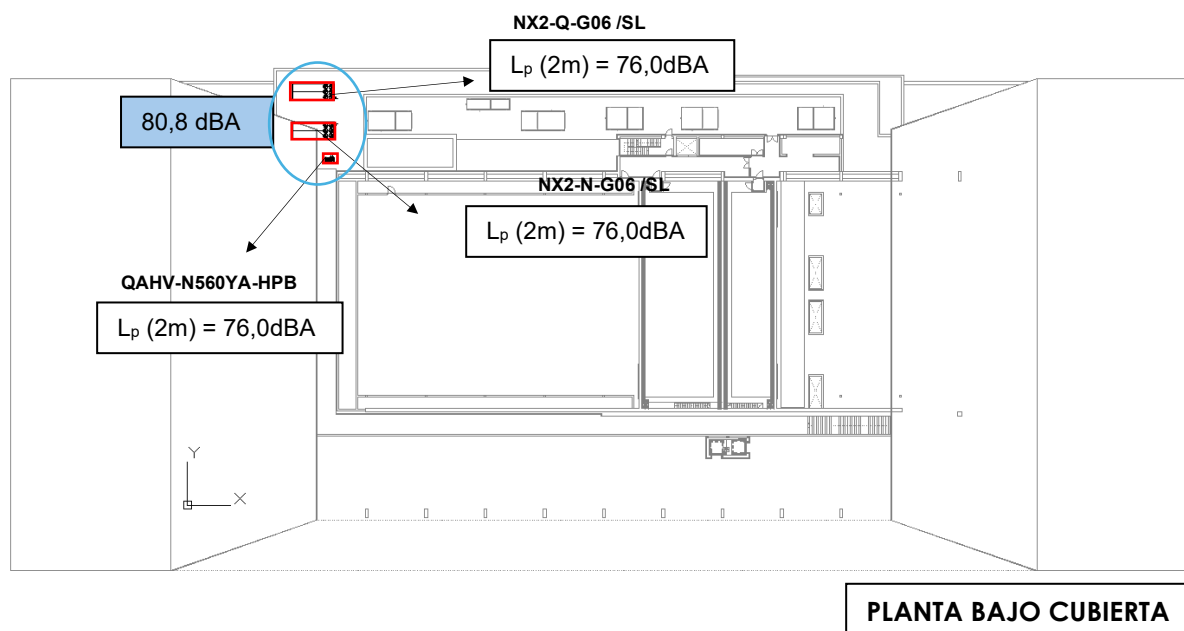 NX2-Q-G06 /SL
Lp (2m) = 76,0dBA
80,8 dBA
NX2-N-G06 /SL
Lp (2m) = 76,0dBA
QAHV-N560YA-HPB
Lp (2m) = 76,0dBA
Y
X
PLANTA BAJO CUBIERTA